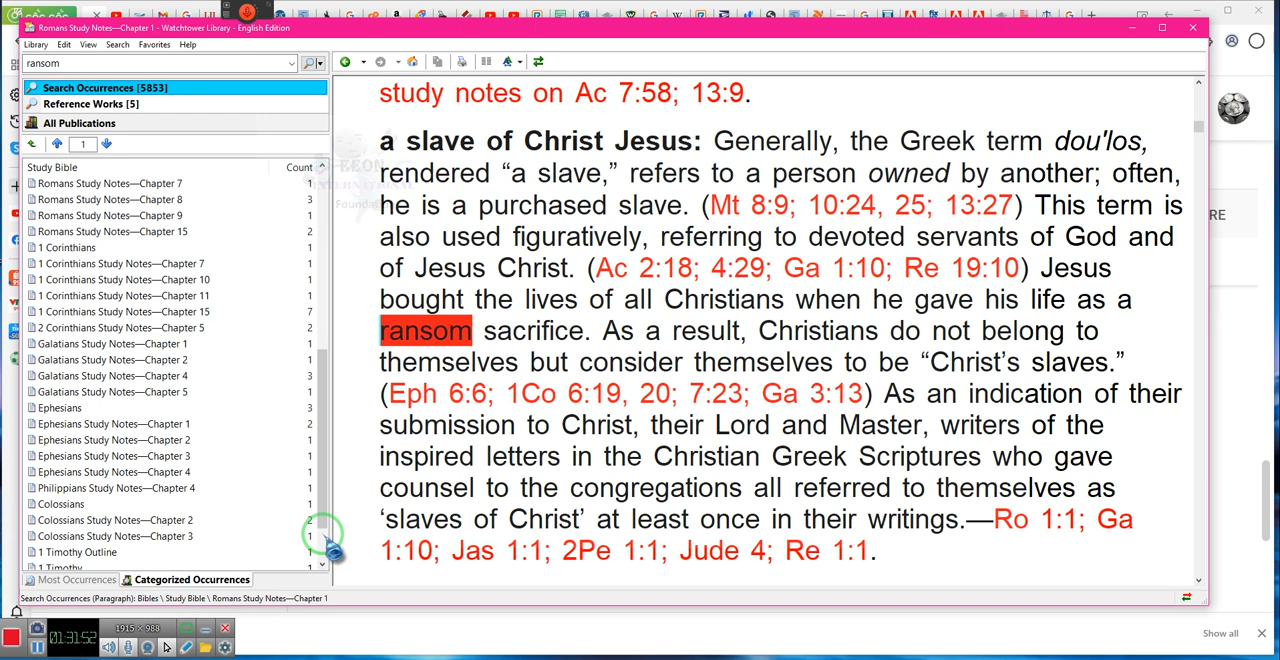 Romans Study Notes—Chapter 1 - Watchtower Library - English Edition
Library Edit View Search Favorites Help
ransom
Search Occurrences [5853]
Reference Works [5]
All Publications
1
Study Bible Count
Romans Study Notes—Chapter 7 1
Romans Study Notes—Chapter 8 3
Romans Study Notes—Chapter 9 1
Romans Study Notes—Chapter 15 2
1 Corinthians 1
1 Corinthians Study Notes—Chapter 7 1
1 Corinthians Study Notes—Chapter 10 1
1 Corinthians Study Notes—Chapter 11 1
1 Corinthians Study Notes—Chapter 15 7
2 Corinthians Study Notes—Chapter 5 2
Galatians Study Notes—Chapter 1 1
Galatians Study Notes—Chapter 2 1
Galatians Study Notes—Chapter 4 3
Galatians Study Notes—Chapter 5 1
Ephesians 3
Ephesians Study Notes—Chapter 1 2
Ephesians Study Notes—Chapter 2 1
Ephesians Study Notes—Chapter 3 1
Ephesians Study Notes—Chapter 4 1
Philippians Study Notes—Chapter 4 1
Colossians 1
Colossians Study Notes—Chapter 2 2
Colossians Study Notes—Chapter 3 1
1 Timothy Outline 1
1 Timothy 1
Most Occurrences Categorized Occurrences
Search Occurrences (Paragraph): Bibles \ Study Bible \ Romans Study Notes—Chapter 1
study notes on Ac 7:58; 13:9.
a slave of Christ Jesus: Generally, the Greek term dou'los,
rendered “a slave,” refers to a person owned by another; often,
he is a purchased slave. (Mt 8:9; 10:24, 25; 13:27) This term is
also used figuratively, referring to devoted servants of God and
of Jesus Christ. (Ac 2:18; 4:29; Ga 1:10; Re 19:10) Jesus
bought the lives of all Christians when he gave his life as a
ransom sacrifice. As a result, Christians do not belong to
themselves but consider themselves to be “Christ’s slaves.”
(Eph 6:6; 1Co 6:19, 20; 7:23; Ga 3:13) As an indication of their
submission to Christ, their Lord and Master, writers of the
inspired letters in the Christian Greek Scriptures who gave
counsel to the congregations all referred to themselves as
‘slaves of Christ’ at least once in their writings.—Ro 1:1; Ga
1:10; Jas 1:1; 2Pe 1:1; Jude 4; Re 1:1.
INTERNATIONAL
Founda
RE
Show all
1915 × 988
01:31:52